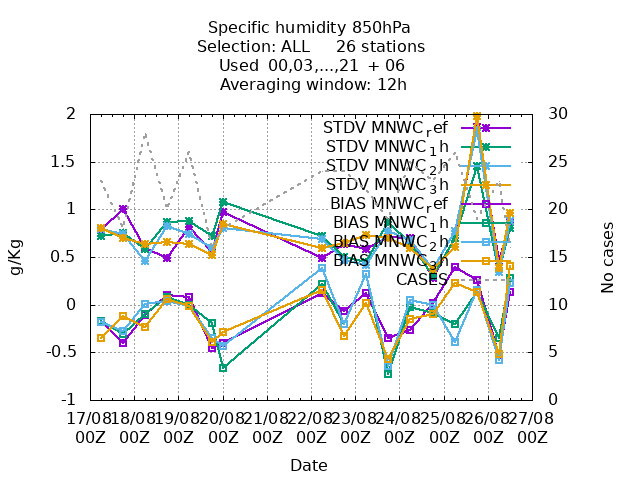 Specific humidity 850hPa
Selection: ALL 26 stations
Used 00,03,...,21 + 06
Averaging window: 12h
2
1.5
1
0.5
0
-0.5
-1
g/Kg
30
25
20
15
10
5
0
No cases
STDV MNWC_ref
STDV MNWC_1h
STDV MNWC_2h
STDV MNWC_3h
BIAS MNWC_ref
BIAS MNWC_1h
BIAS MNWC_2h
BIAS MNWC_3h
CASES
17/08 18/08 19/08 20/08 21/08 22/08 23/08 24/08 25/08 26/08 27/08
00Z 00Z 00Z 00Z 00Z 00Z 00Z 00Z 00Z 00Z 00Z
Date